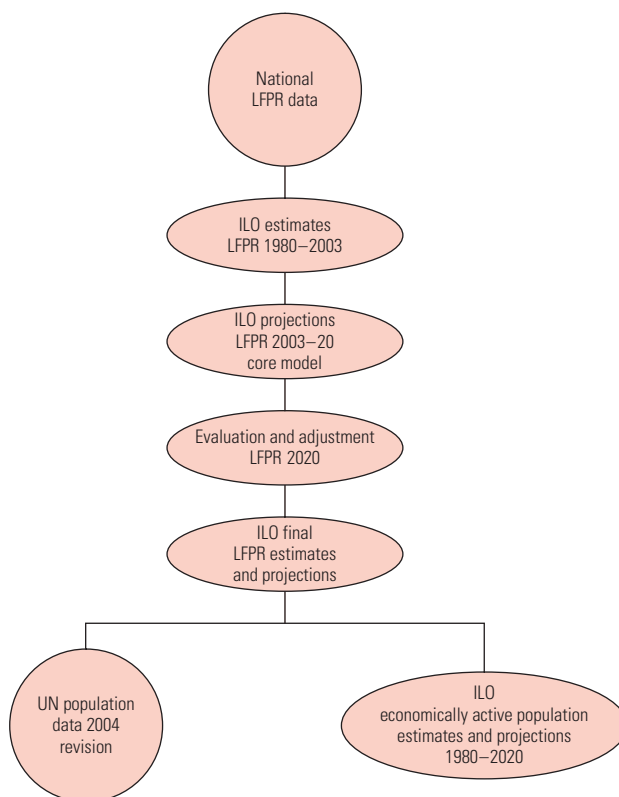 National
LFPR data
ILO estimates
LFPR 1980–2003
ILO projections
LFPR 2003–20
core model
Evaluation and adjustment
LFPR 2020
ILO final
LFPR estimates
and projections
UN population
data 2004
revision
ILO
economically active population
estimates and projections
1980–2020